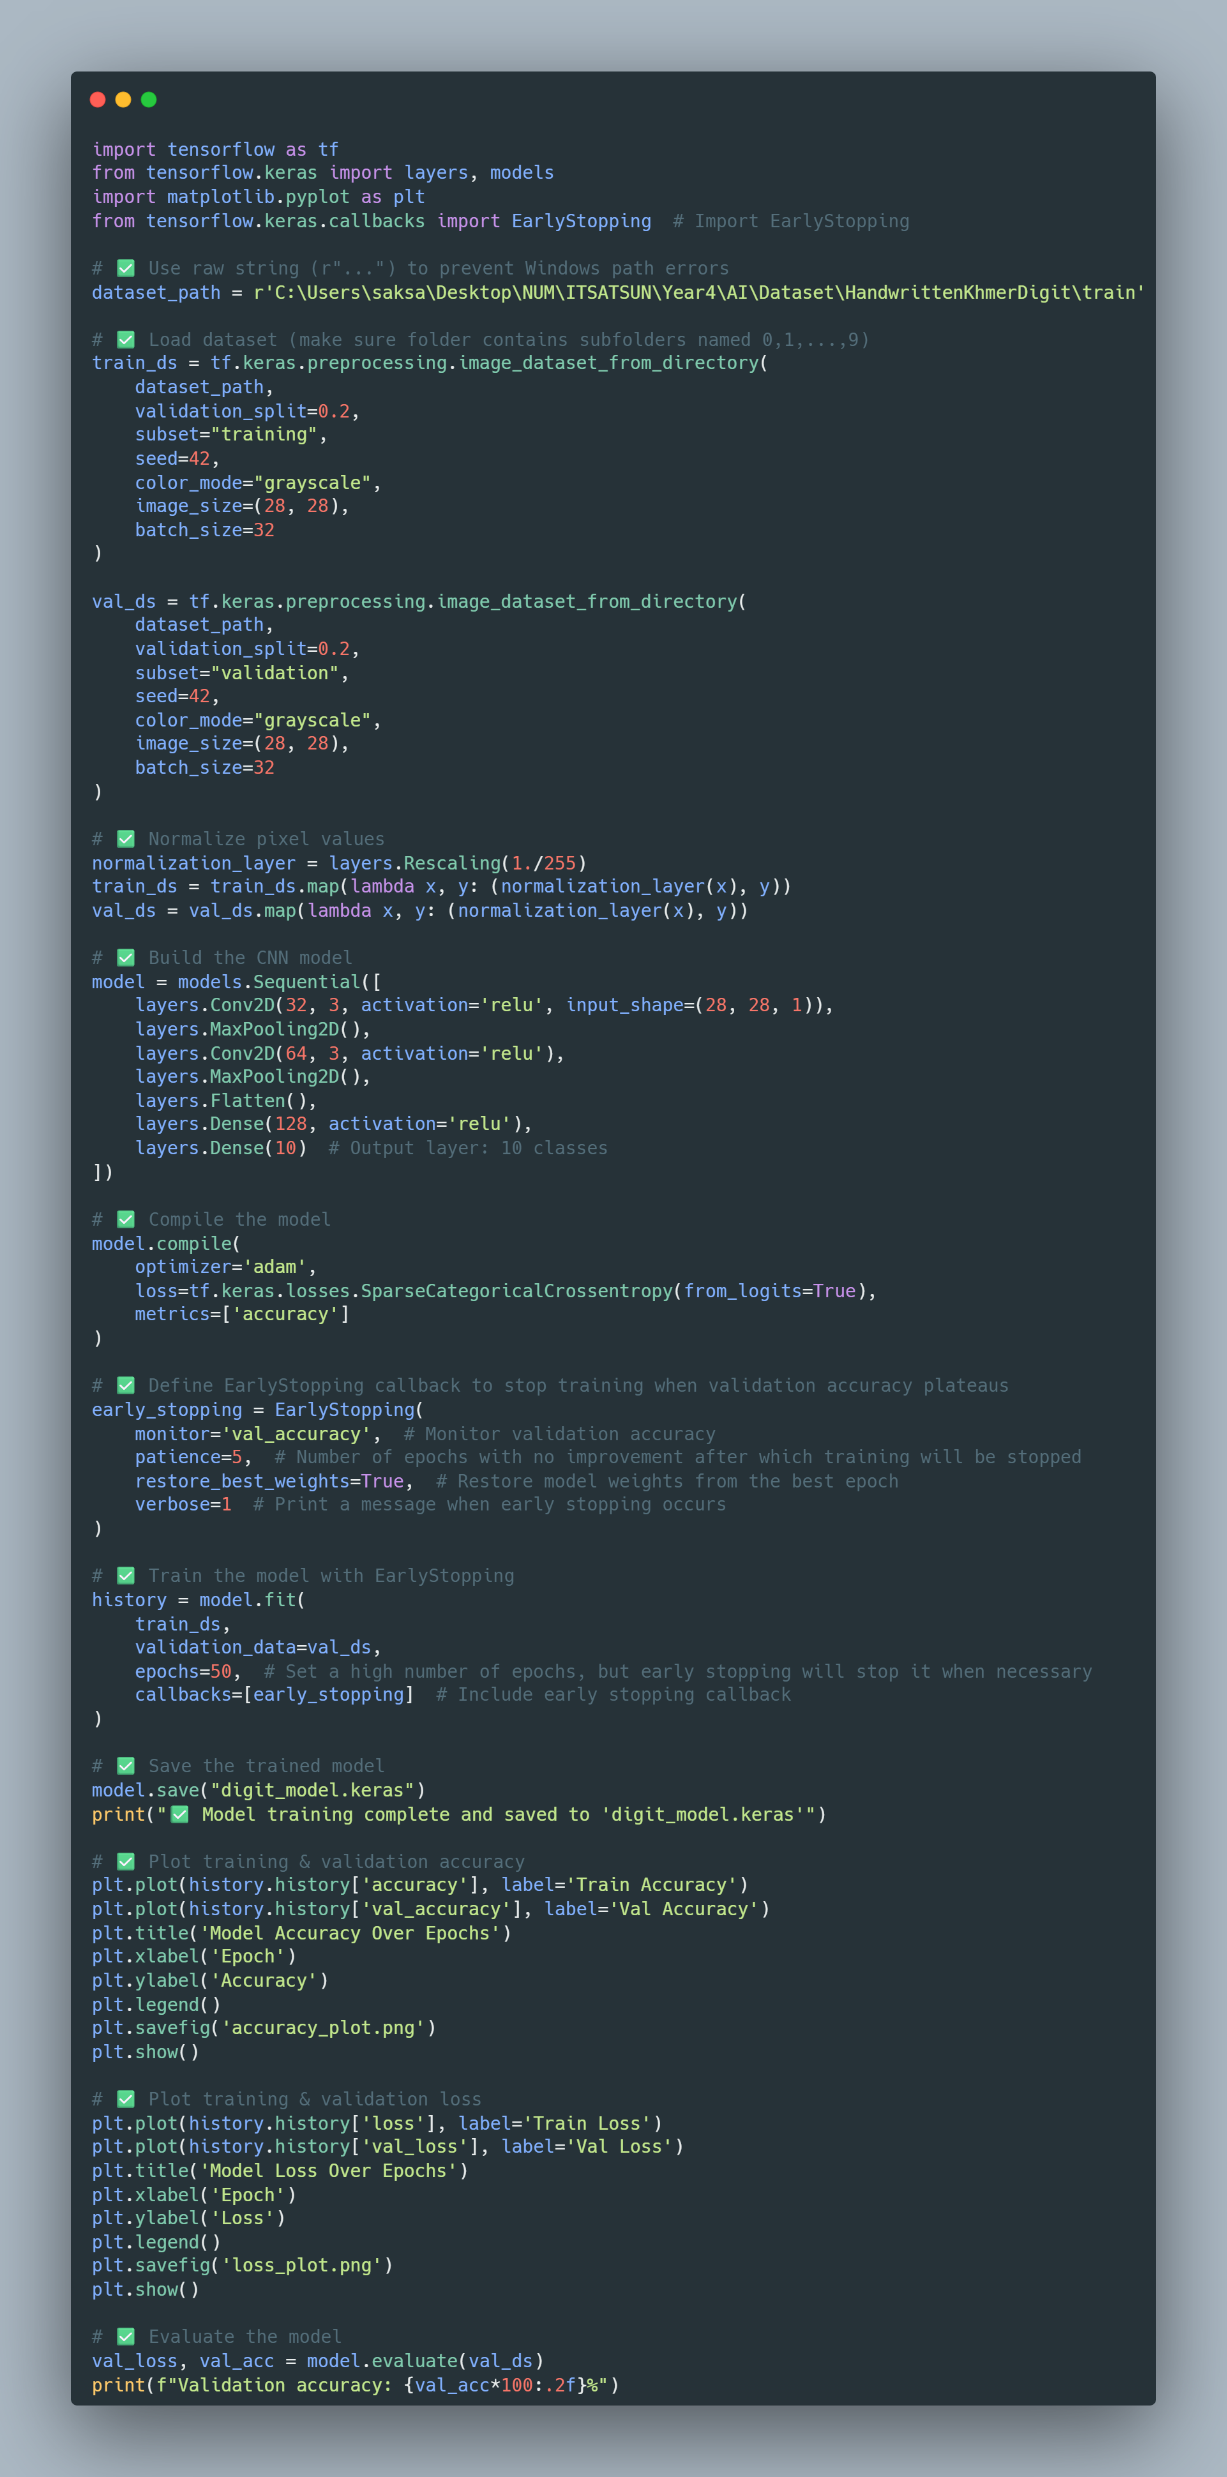 import tensorflow as tf
from tensorflow.keras import layers, models
import matplotlib.pyplot as plt
from tensorflow.keras.callbacks import EarlyStopping  # Import EarlyStopping

# ✅ Use raw string (r"...") to prevent Windows path errors
dataset_path = r'C:\Users\saksa\Desktop\NUM\ITSATSUN\Year4\AI\Dataset\HandwrittenKhmerDigit\train'

# ✅ Load dataset (make sure folder contains subfolders named 0,1,...,9)
train_ds = tf.keras.preprocessing.image_dataset_from_directory(
    dataset_path,
    validation_split=0.2,
    subset="training",
    seed=42,
    color_mode="grayscale",
    image_size=(28, 28),
    batch_size=32
)

val_ds = tf.keras.preprocessing.image_dataset_from_directory(
    dataset_path,
    validation_split=0.2,
    subset="validation",
    seed=42,
    color_mode="grayscale",
    image_size=(28, 28),
    batch_size=32
)

# ✅ Normalize pixel values
normalization_layer = layers.Rescaling(1./255)
train_ds = train_ds.map(lambda x, y: (normalization_layer(x), y))
val_ds = val_ds.map(lambda x, y: (normalization_layer(x), y))

# ✅ Build the CNN model
model = models.Sequential([
    layers.Conv2D(32, 3, activation='relu', input_shape=(28, 28, 1)),
    layers.MaxPooling2D(),
    layers.Conv2D(64, 3, activation='relu'),
    layers.MaxPooling2D(),
    layers.Flatten(),
    layers.Dense(128, activation='relu'),
    layers.Dense(10)  # Output layer: 10 classes
])

# ✅ Compile the model
model.compile(
    optimizer='adam',
    loss=tf.keras.losses.SparseCategoricalCrossentropy(from_logits=True),
    metrics=['accuracy']
)

# ✅ Define EarlyStopping callback to stop training when validation accuracy plateaus
early_stopping = EarlyStopping(
    monitor='val_accuracy',  # Monitor validation accuracy
    patience=5,  # Number of epochs with no improvement after which training will be stopped
    restore_best_weights=True,  # Restore model weights from the best epoch
    verbose=1  # Print a message when early stopping occurs
)

# ✅ Train the model with EarlyStopping
history = model.fit(
    train_ds,
    validation_data=val_ds,
    epochs=50,  # Set a high number of epochs, but early stopping will stop it when necessary
    callbacks=[early_stopping]  # Include early stopping callback
)

# ✅ Save the trained model
model.save("digit_model.keras")
print("✅ Model training complete and saved to 'digit_model.keras'")

# ✅ Plot training & validation accuracy
plt.plot(history.history['accuracy'], label='Train Accuracy')
plt.plot(history.history['val_accuracy'], label='Val Accuracy')
plt.title('Model Accuracy Over Epochs')
plt.xlabel('Epoch')
plt.ylabel('Accuracy')
plt.legend()
plt.savefig('accuracy_plot.png')
plt.show()

# ✅ Plot training & validation loss
plt.plot(history.history['loss'], label='Train Loss')
plt.plot(history.history['val_loss'], label='Val Loss')
plt.title('Model Loss Over Epochs')
plt.xlabel('Epoch')
plt.ylabel('Loss')
plt.legend()
plt.savefig('loss_plot.png')
plt.show()

# ✅ Evaluate the model
val_loss, val_acc = model.evaluate(val_ds)
print(f"Validation accuracy: {val_acc*100:.2f}%")